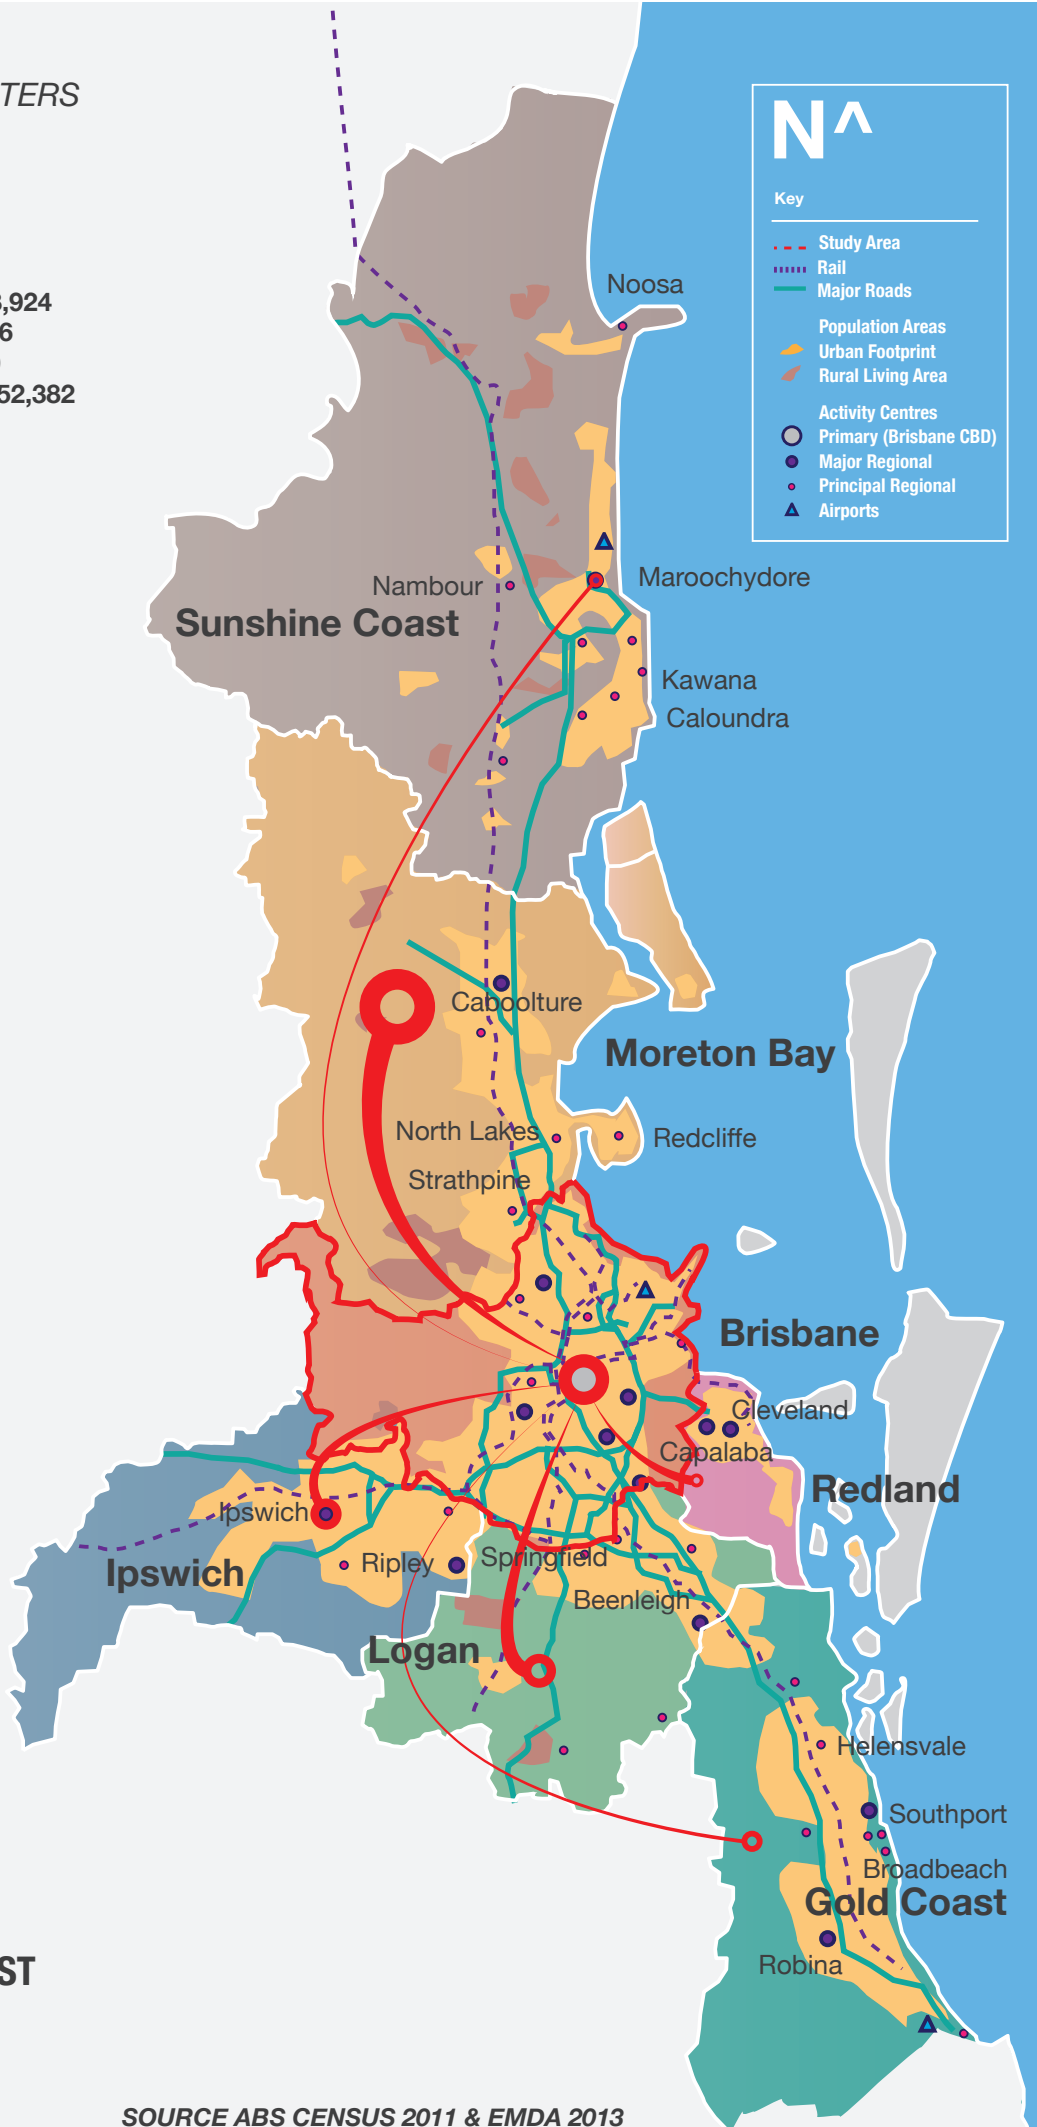 TERS
,924
6
52,382
N^
Key
Study Area
Rail
Major Roads
Population Areas
Urban Footprint
Rural Living Area
Activity Centres
Primary (Brisbane CBD)
Major Regional
Principal Regional
Airports
Noosa
Nambour
Maroochydore
Sunshine Coast
Kawana
Caloundra
Caboolture
Moreton Bay
North Lakes
Redcliffe
Strathpine
Brisbane
Cleveland
Capalaba
Redland
Ipswich
Springfield
Ripley
Ipswich
Beenleigh
Logan
Helensvale
Southport
Broadbeach
Gold Coast
Robina
ST
SOURCE ABS CENSUS 2011 & EMDA 2013